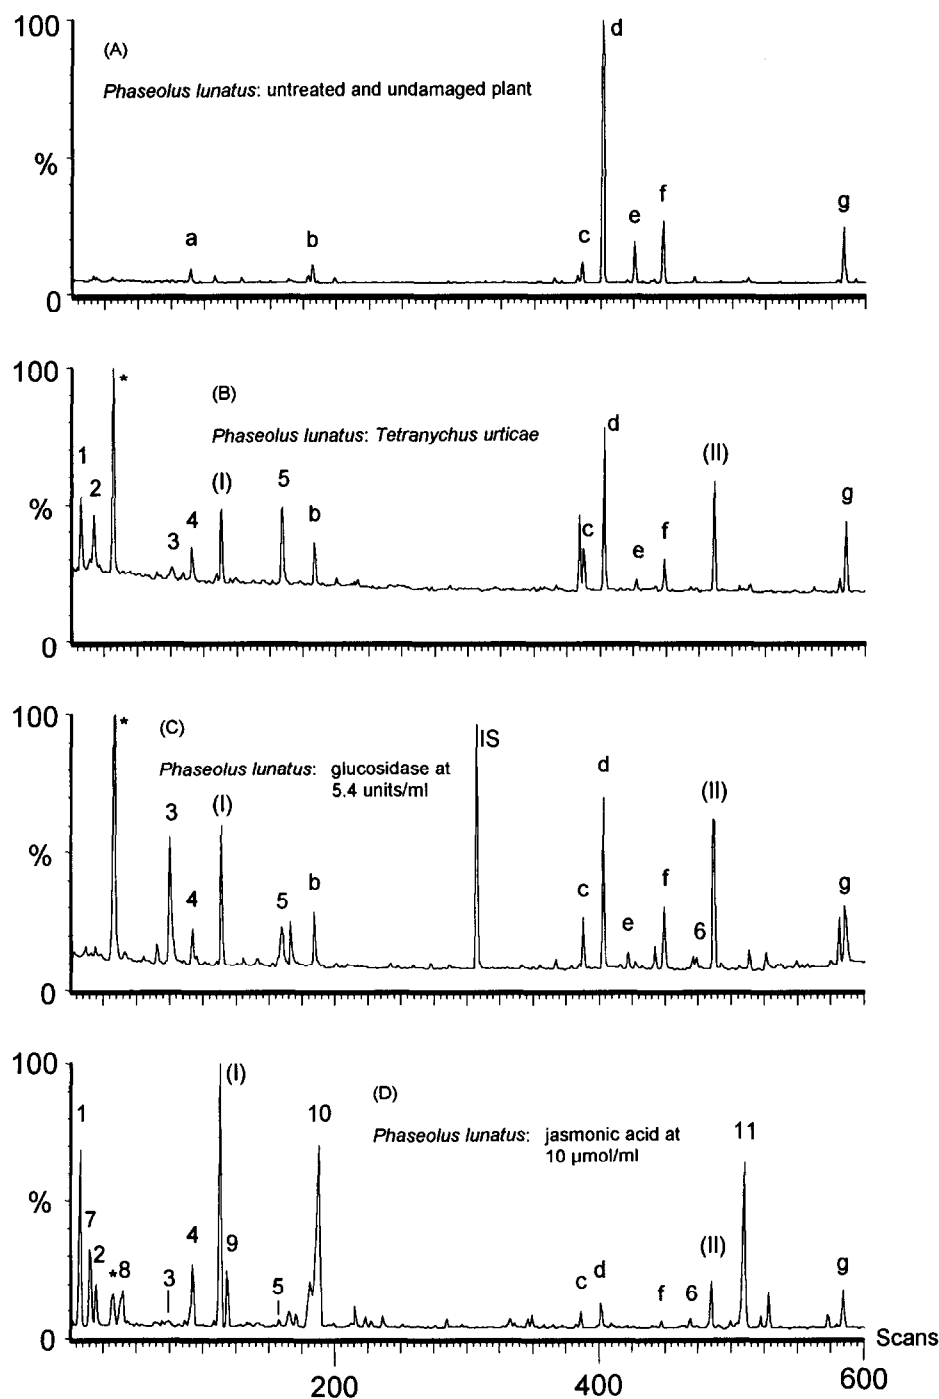 100
(A)
d
Phaseolus lunatus: untreated and undamaged plant
%
a
b
c
e
f
g
0
100
*
(B)
Phaseolus lunatus: Tetranychus urticae
d
1
2
(I)
5
(II)
%
3
4
b
c
e
f
g
0
100
*
(C)
IS
Phaseolus lunatus: glucosidase at
5.4 units/ml
d
3
(I)
(II)
%
4
5
b
c
e
f
6
g
0
100
(I)
(D)
1
10
Phaseolus lunatus: jasmonic acid at
10 µmol/ml
11
%
7
2
*
8
3
4
9
5
c
d
f
6
(II)
g
0
Scans
200
400
600